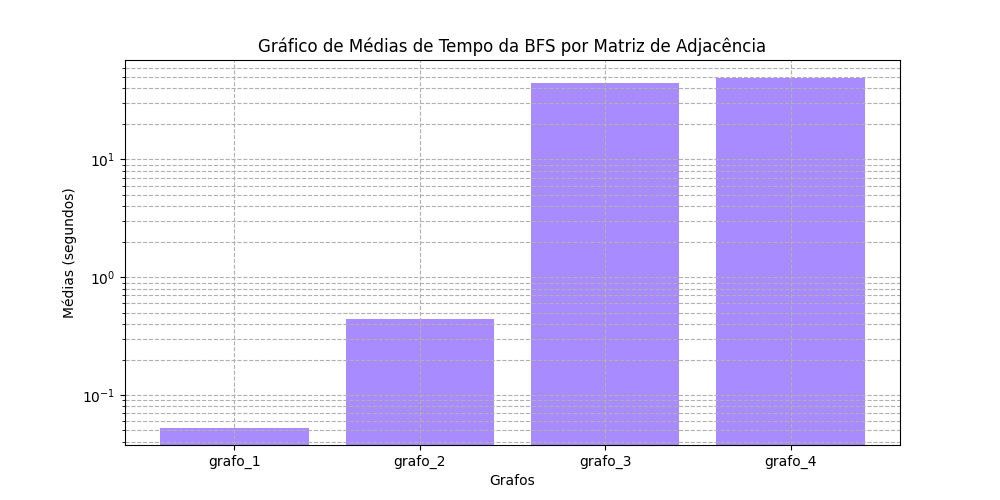 Gráfico de Médias de Tempo da BFS por Matriz de Adjacência
Médias (segundos)
10¹
10⁰
10⁻¹
grafo_1 grafo_2 grafo_3 grafo_4
Grafos